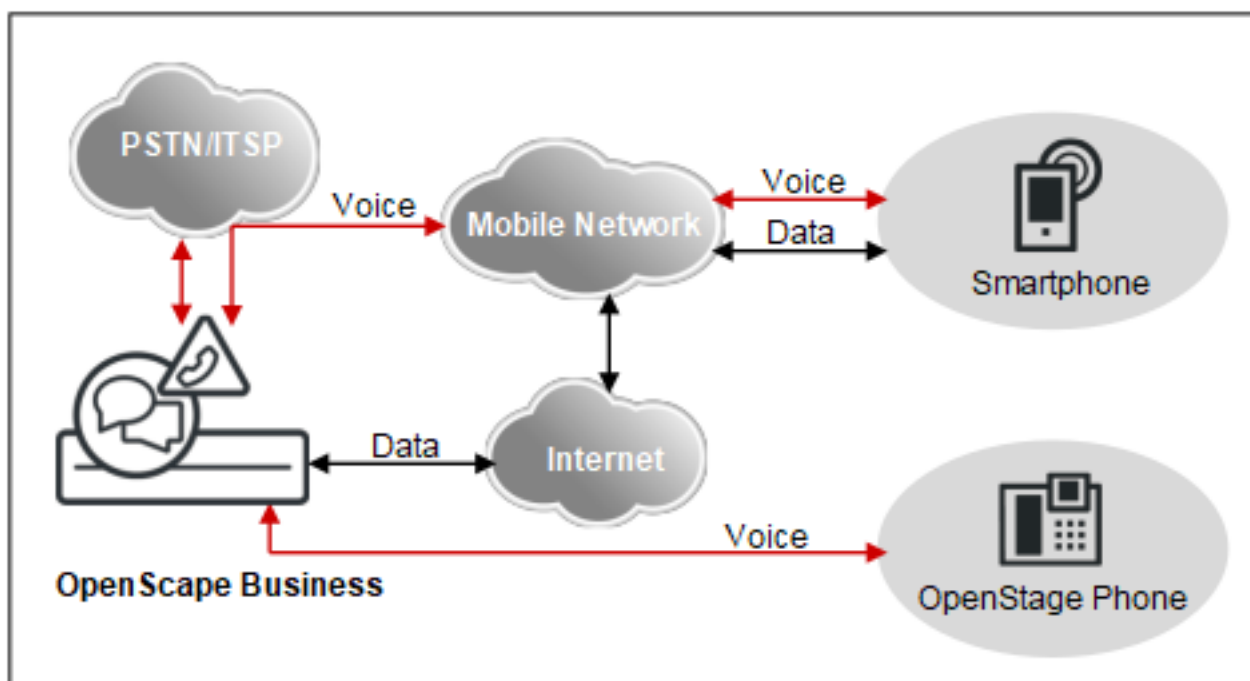 PSTN/ITSP
Voice
Mobile Network
Voice
Data
Smartphone
Data
Internet
Voice
OpenScape Business
OpenStage Phone